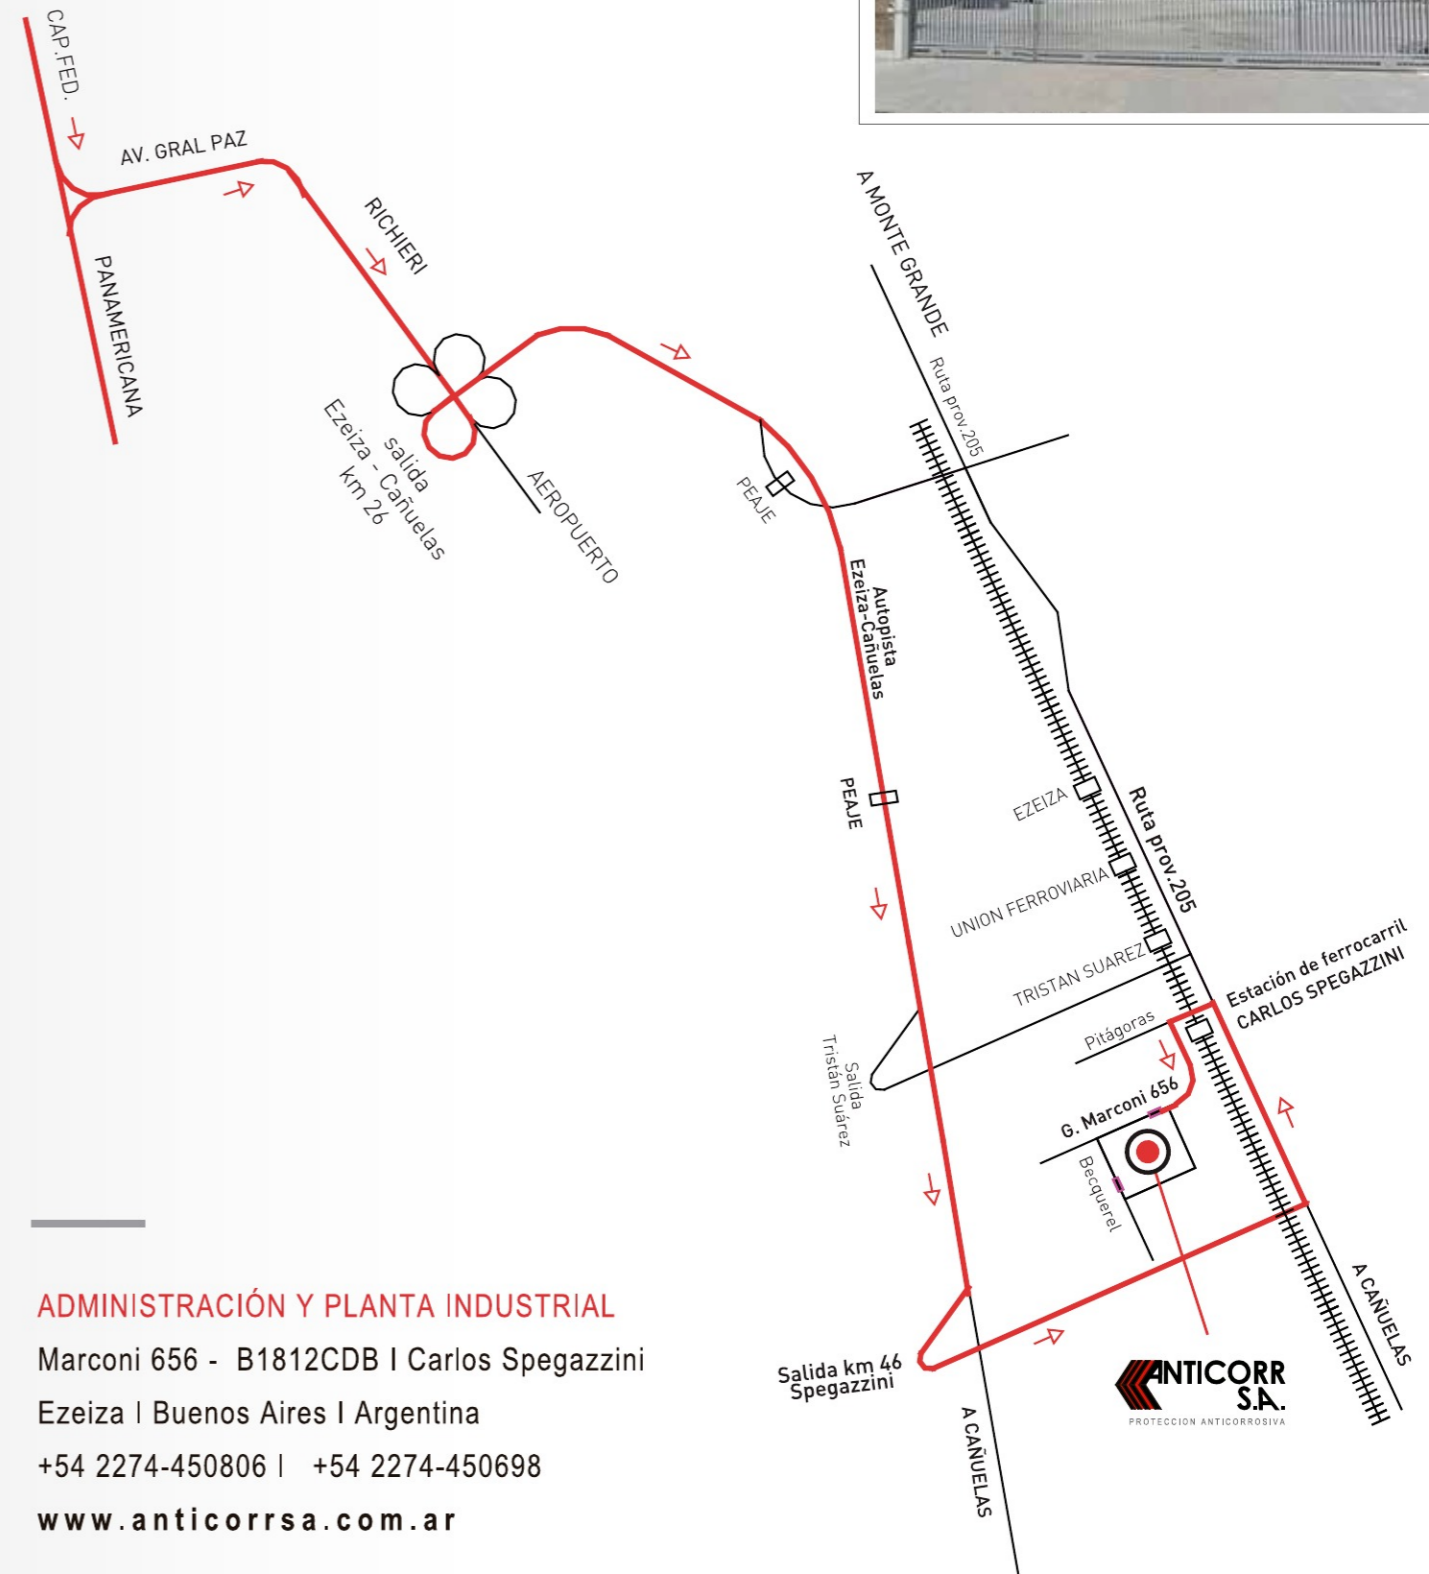 CAP.FED.
AV. GRAL PAZ
PANAMERICANA
RICHIERI
salida
Ezeiza - Cañuelas
km 26
AEROPUERTO
PEAJE
A MONTE GRANDE
Ruta prov.205
Autopista
Ezeiza-Cañuelas
PEAJE
EZEIZA
Ruta prov.205
UNION FERROVIARIA
TRISTAN SUAREZ
Estación de ferrocarril
CARLOS SPEGAZZINI
Pitágoras
Salida
Tristán Suárez
G. Marconi 656
Becquerel
A CAÑUELAS
Salida km 46
Spegazzini
A CAÑUELAS
ANTICORR
S.A.
PROTECCION ANTICORROSIVA
ADMINISTRACIÓN Y PLANTA INDUSTRIAL
Marconi 656 - B1812CDB I Carlos Spegazzini
Ezeiza I Buenos Aires I Argentina
+54 2274-450806 | +54 2274-450698
www.anticorrsa.com.ar